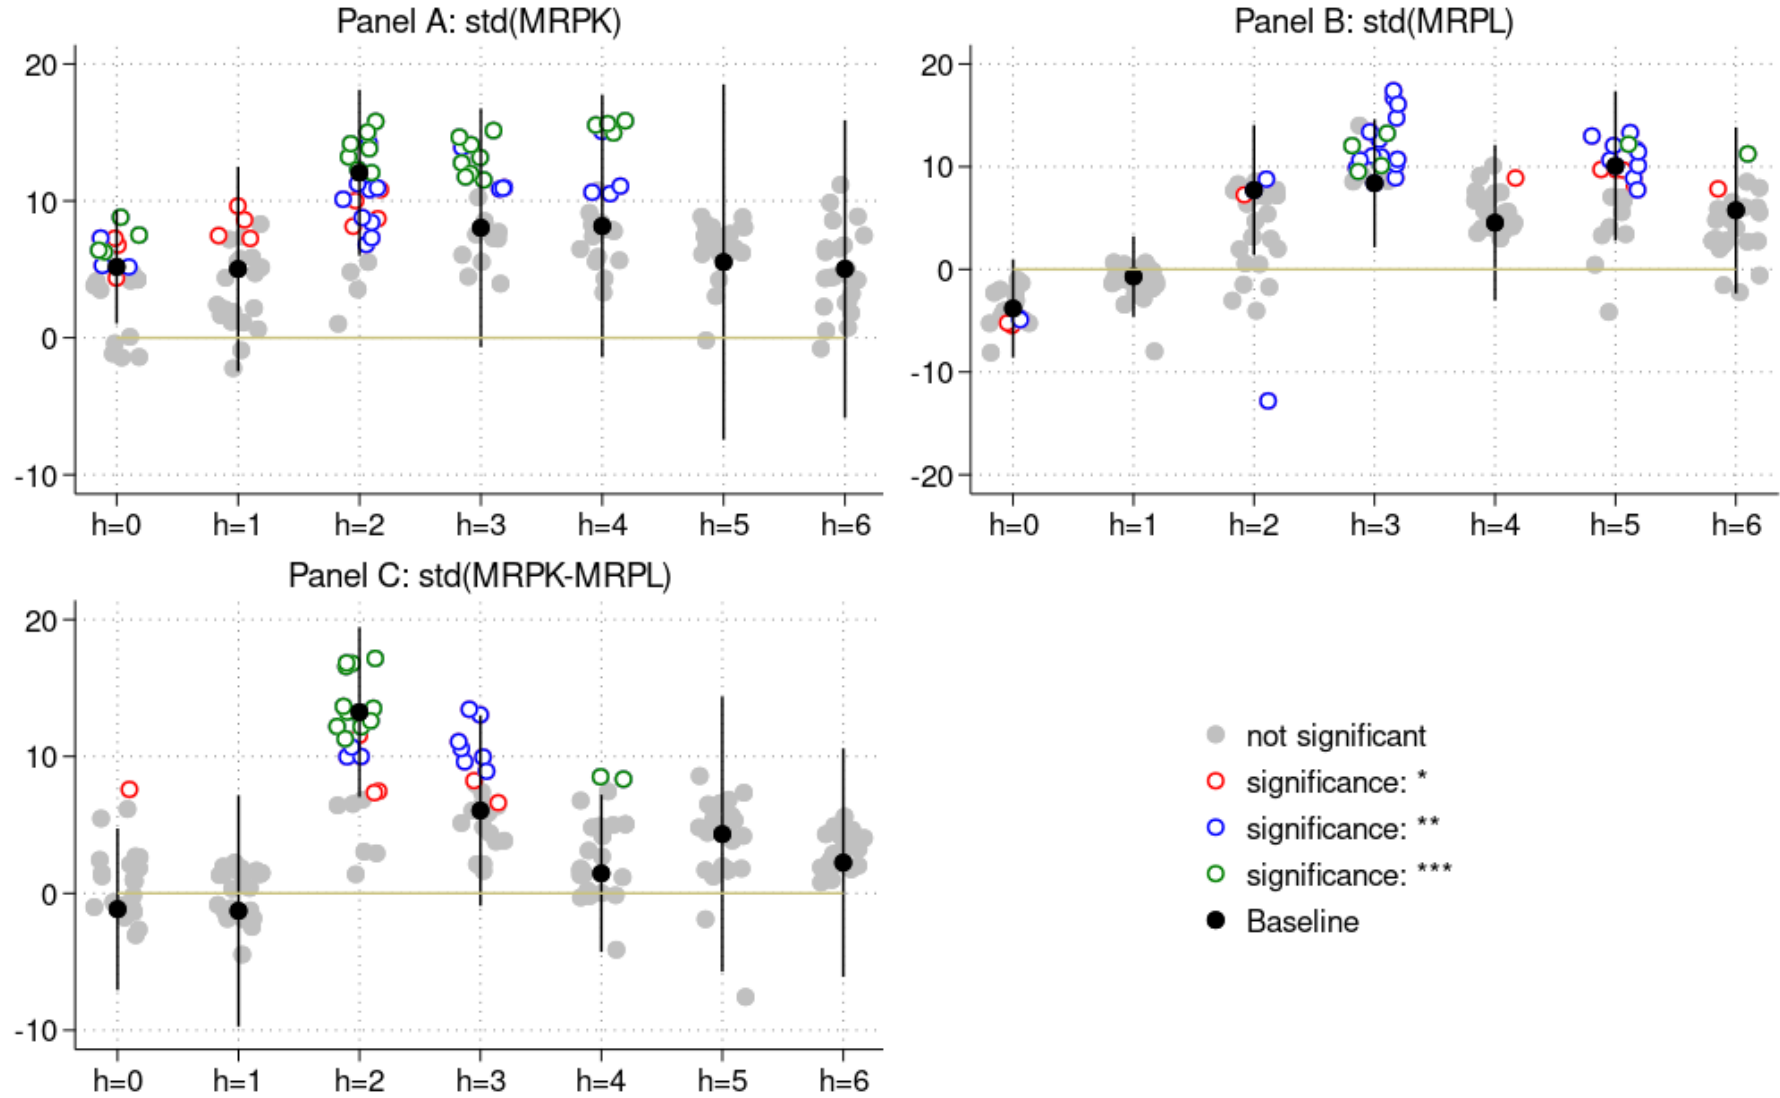 Panel A: std(MRPK)
20
10
0
-10
h=0 h=1 h=2 h=3 h=4 h=5 h=6
Panel B: std(MRPL)
20
10
0
-10
-20
h=0 h=1 h=2 h=3 h=4 h=5 h=6
Panel C: std(MRPK-MRPL)
20
10
0
-10
h=0 h=1 h=2 h=3 h=4 h=5 h=6
not significant
significance: *
significance: **
significance: ***
Baseline